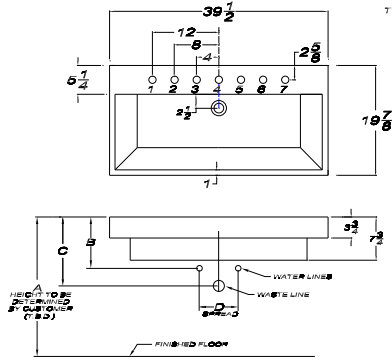 39 1/2
T
12
8
4
2 5/8
5 1/4
1 2 3 4 5 6 7
2 1/2
19 7/8
1
3 3/4
7 3/4
C
B
A
HEIGHT TO BE
DETERMINED
BY CUSTOMER
(T.B.D.)
WATER LINES
D
SPREAD
WASTE LINE
FINISHED FLOOR